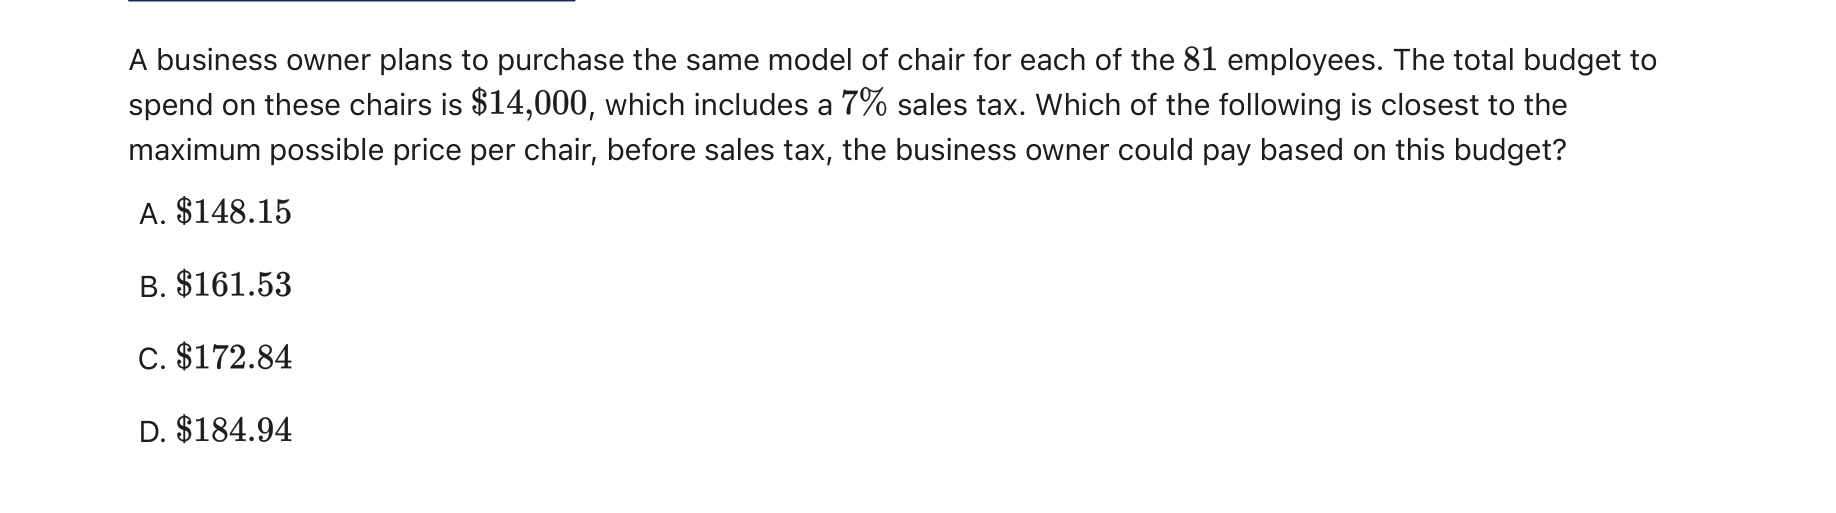 A business owner plans to purchase the same model of chair for each of the 81 employees. The total budget to
spend on these chairs is $14,000, which includes a 7% sales tax. Which of the following is closest to the
maximum possible price per chair, before sales tax, the business owner could pay based on this budget?
A. $148.15
B. $161.53
C. $172.84
D. $184.94